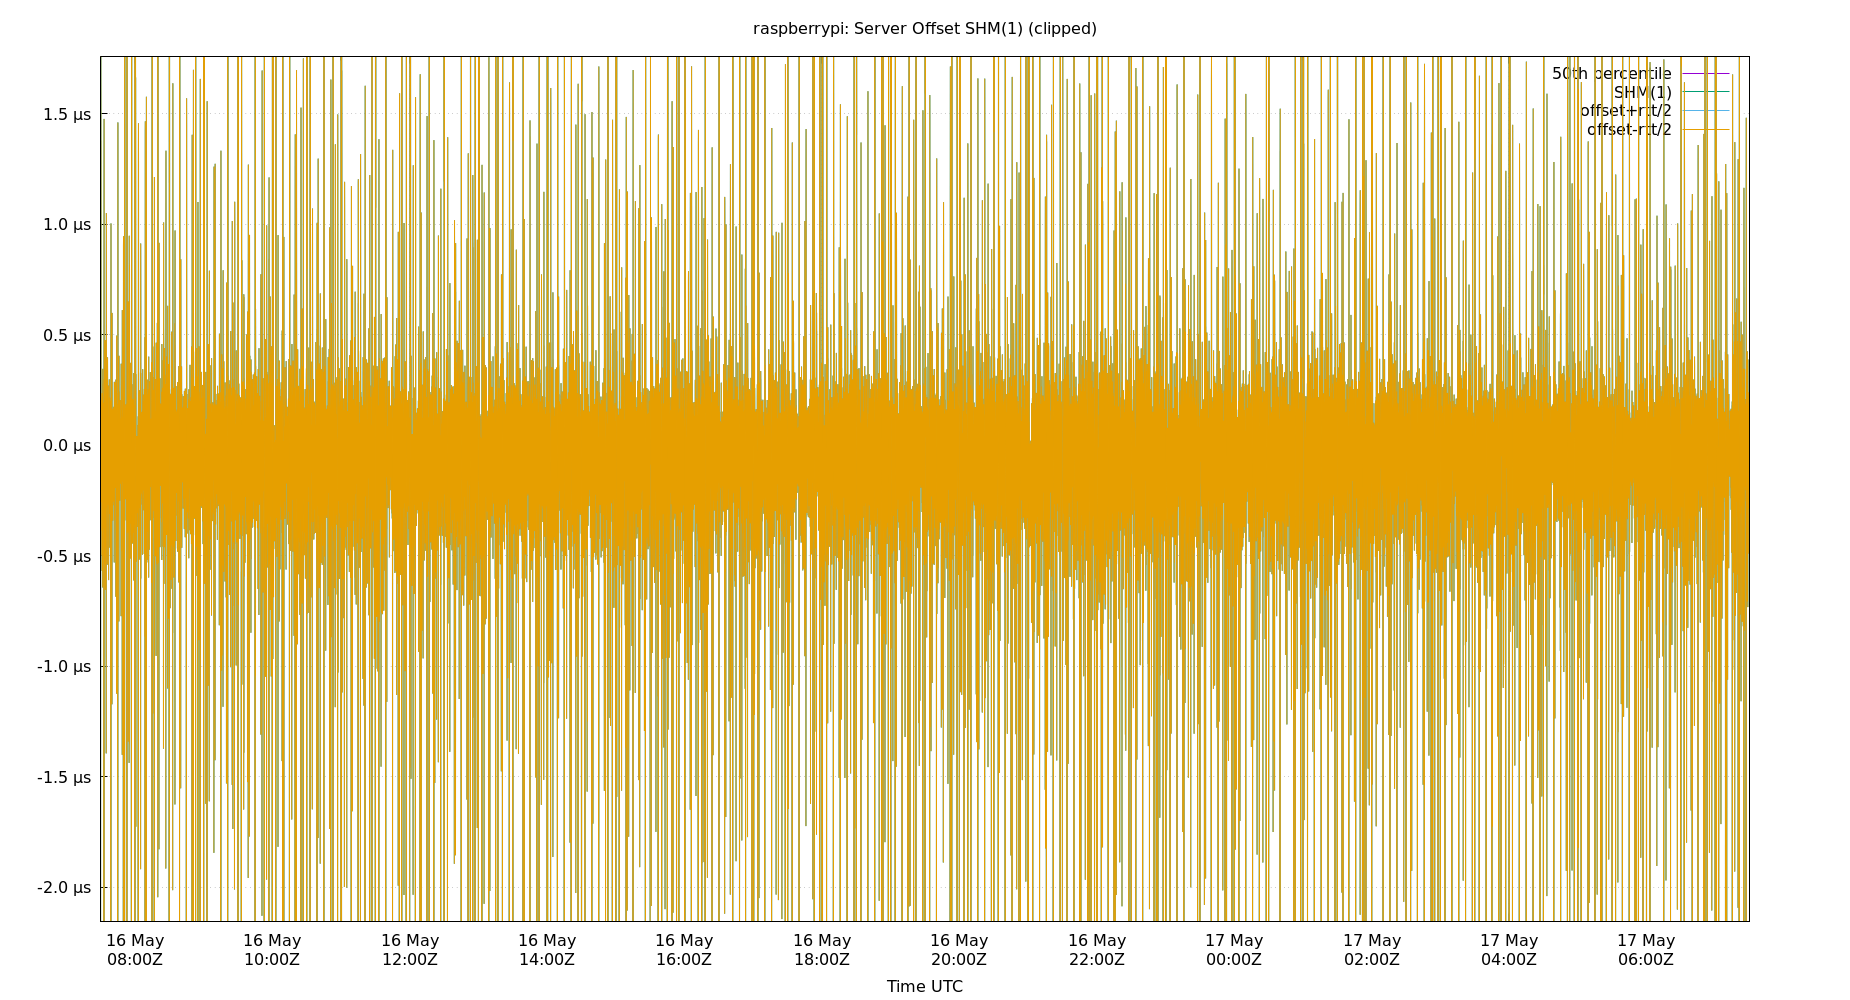 raspberrypi: Server Offset SHM(1) (clipped)
50th percentile
SHM(1)
offset+rtt/2
offset-rtt/2
1.5 µs
1.0 µs
0.5 µs
0.0 µs
-0.5 µs
-1.0 µs
-1.5 µs
-2.0 µs
16 May 16 May 16 May 16 May 16 May 16 May 16 May 16 May 17 May 17 May 17 May 17 May
08:00Z 10:00Z 12:00Z 14:00Z 16:00Z 18:00Z 20:00Z 22:00Z 00:00Z 02:00Z 04:00Z 06:00Z
Time UTC